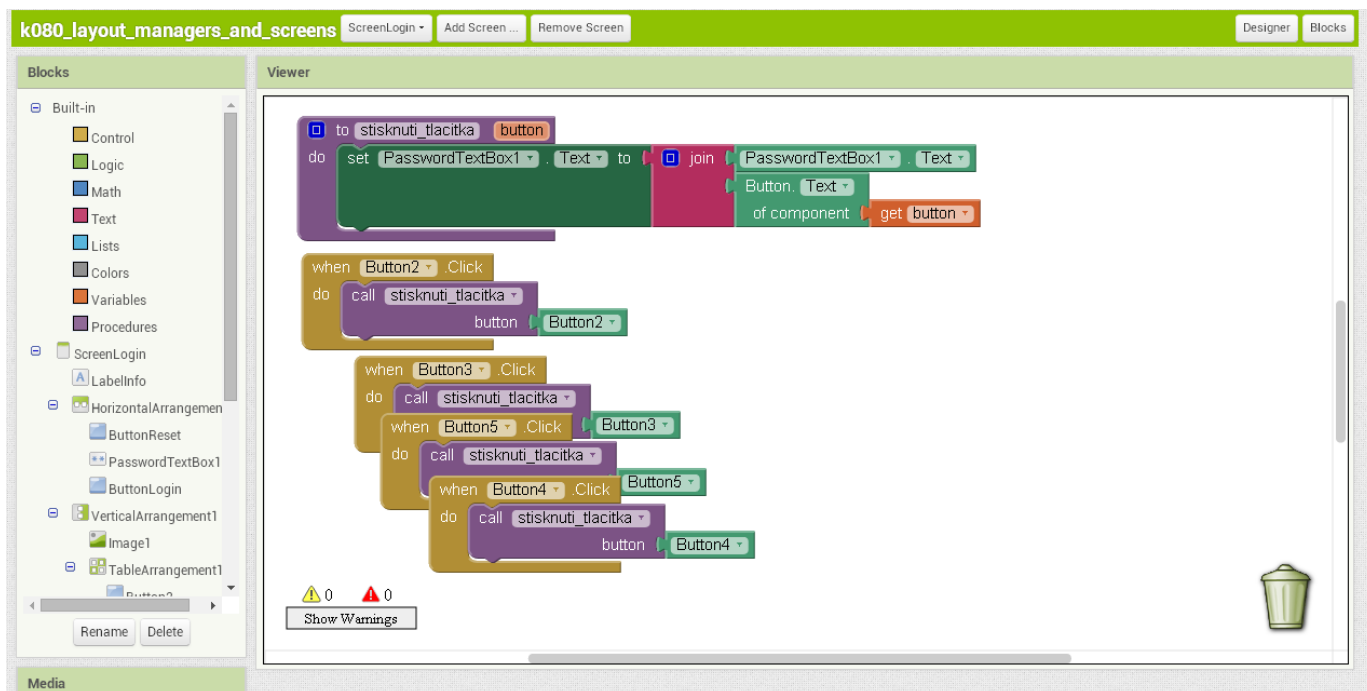 k080_layout_managers_and_screens ScreenLogin Add Screen ... Remove Screen Designer Blocks
Blocks
Viewer
Built-in
Control
Logic
Math
Text
Lists
Colors
Variables
Procedures
ScreenLogin
LabelInfo
HorizontalArrangemen
ButtonReset
PasswordTextBox1
ButtonLogin
VerticalArrangement1
Image1
TableArrangement1
Button2
Rename Delete
Media
to stisknuti_tlacitka button
do set PasswordTextBox1 . Text to join PasswordTextBox1 . Text
Button. Text
of component get button
when Button2 .Click
do call stisknuti_tlacitka
button Button2
when Button3 .Click
do call stisknuti_tlacitka
Button3
when Button5 .Click
do call stisknuti_tlacitka
Button5
when Button4 .Click
do call stisknuti_tlacitka
button Button4
0 0
Show Warnings